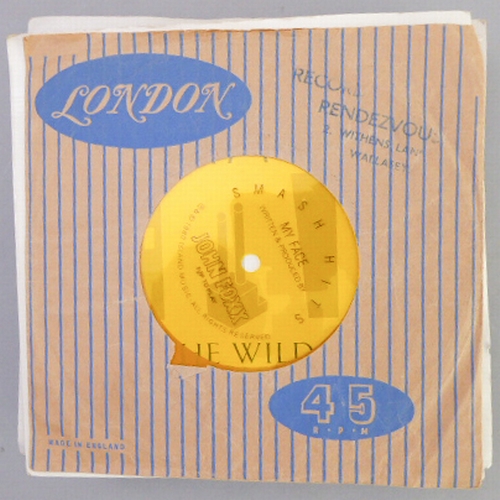 LONDON
RECORD
RENDEZVOUS
2, WITHENS LANE
WALLASEY
SMASH HITS
MY FACE
(WRITTEN & PRODUCED BY
JOHN FOXX
ALL RIGHTS RESERVED
WILD
45
R·P·M
MADE IN ENGLAND